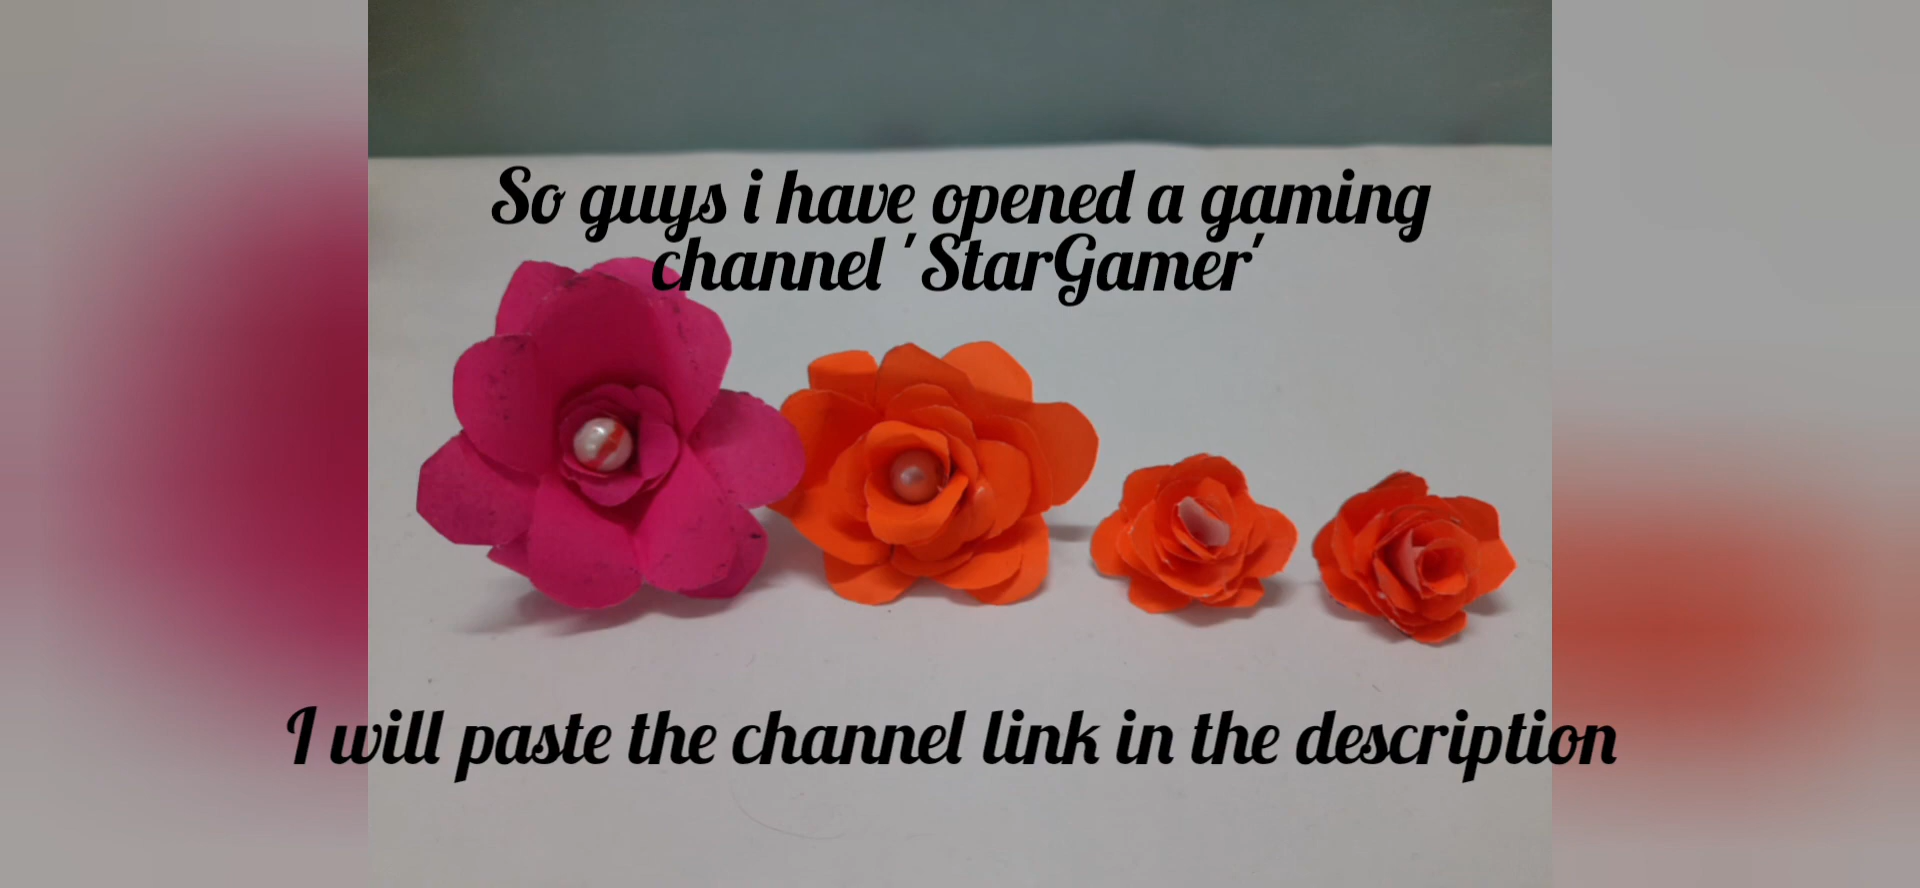 So guys i have opened a gaming
channel 'StarGamer'
I will paste the channel link in the description